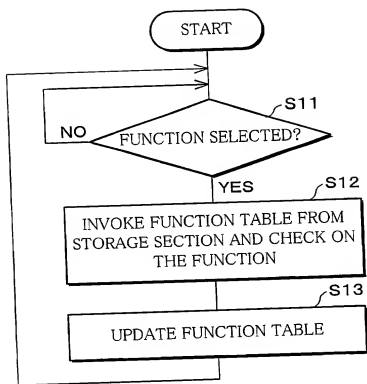 START
S11
FUNCTION SELECTED?
NO
YES
S12
INVOKE FUNCTION TABLE FROM
STORAGE SECTION AND CHECK ON
THE FUNCTION
S13
UPDATE FUNCTION TABLE